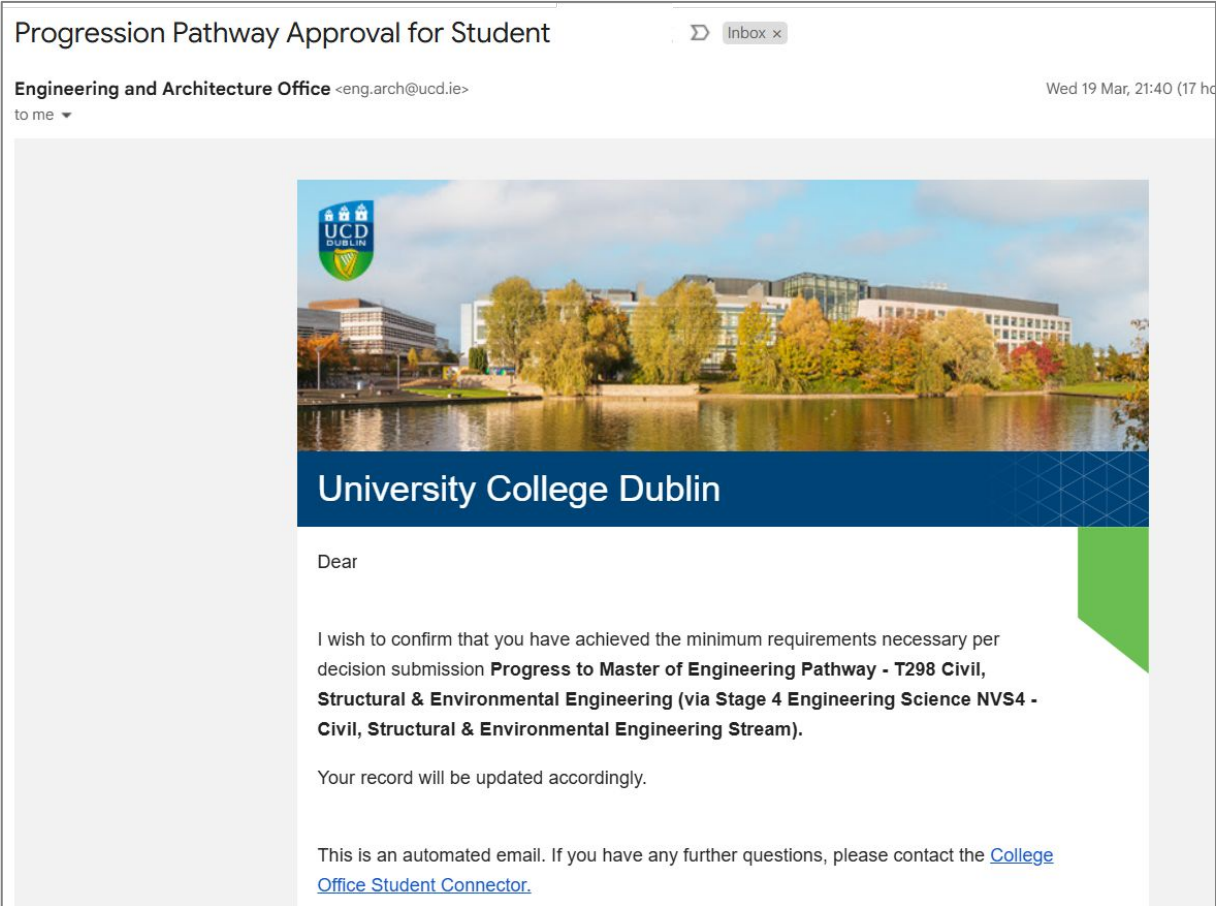 Progression Pathway Approval for Student
Inbox ×
Engineering and Architecture Office <eng.arch@ucd.ie>
Wed 19 Mar, 21:40 (17 ho
to me
UCD
DUBLIN
University College Dublin
Dear
I wish to confirm that you have achieved the minimum requirements necessary per
decision submission Progress to Master of Engineering Pathway - T298 Civil,
Structural & Environmental Engineering (via Stage 4 Engineering Science NVS4 -
Civil, Structural & Environmental Engineering Stream).
Your record will be updated accordingly.
This is an automated email. If you have any further questions, please contact the College
Office Student Connector.